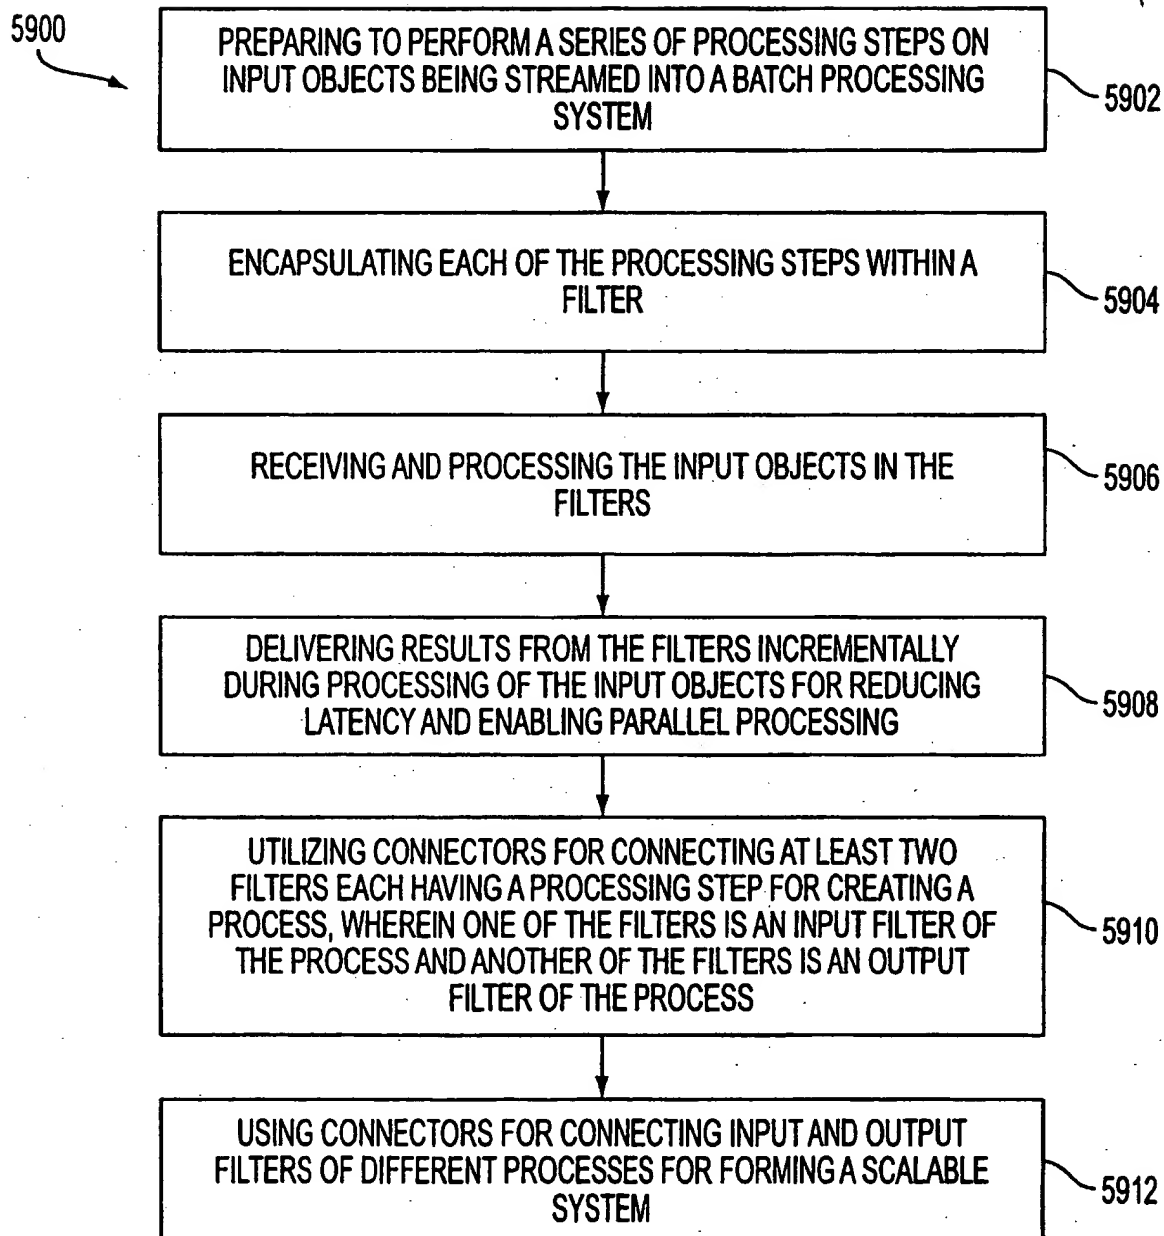 5900
PREPARING TO PERFORM A SERIES OF PROCESSING STEPS ON
INPUT OBJECTS BEING STREAMED INTO A BATCH PROCESSING
SYSTEM
5902
ENCAPSULATING EACH OF THE PROCESSING STEPS WITHIN A
FILTER
5904
RECEIVING AND PROCESSING THE INPUT OBJECTS IN THE
FILTERS
5906
DELIVERING RESULTS FROM THE FILTERS INCREMENTALLY
DURING PROCESSING OF THE INPUT OBJECTS FOR REDUCING
LATENCY AND ENABLING PARALLEL PROCESSING
5908
UTILIZING CONNECTORS FOR CONNECTING AT LEAST TWO
FILTERS EACH HAVING A PROCESSING STEP FOR CREATING A
PROCESS, WHEREIN ONE OF THE FILTERS IS AN INPUT FILTER OF
THE PROCESS AND ANOTHER OF THE FILTERS IS AN OUTPUT
FILTER OF THE PROCESS
5910
USING CONNECTORS FOR CONNECTING INPUT AND OUTPUT
FILTERS OF DIFFERENT PROCESSES FOR FORMING A SCALABLE
SYSTEM
5912